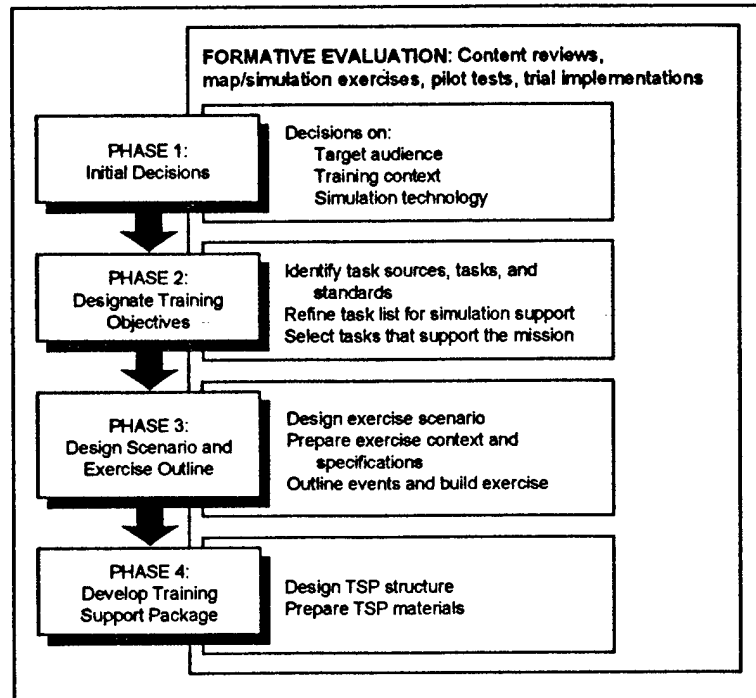 FORMATIVE EVALUATION: Content reviews,
map/simulation exercises, pilot tests, trial implementations
PHASE 1:
Initial Decisions
Decisions on:
Target audience
Training context
Simulation technology
PHASE 2:
Designate Training
Objectives
Identify task sources, tasks, and
standards
Refine task list for simulation support
Select tasks that support the mission
PHASE 3:
Design Scenario and
Exercise Outline
Design exercise scenario
Prepare exercise context and
specifications
Outline events and build exercise
PHASE 4:
Develop Training
Support Package
Design TSP structure
Prepare TSP materials